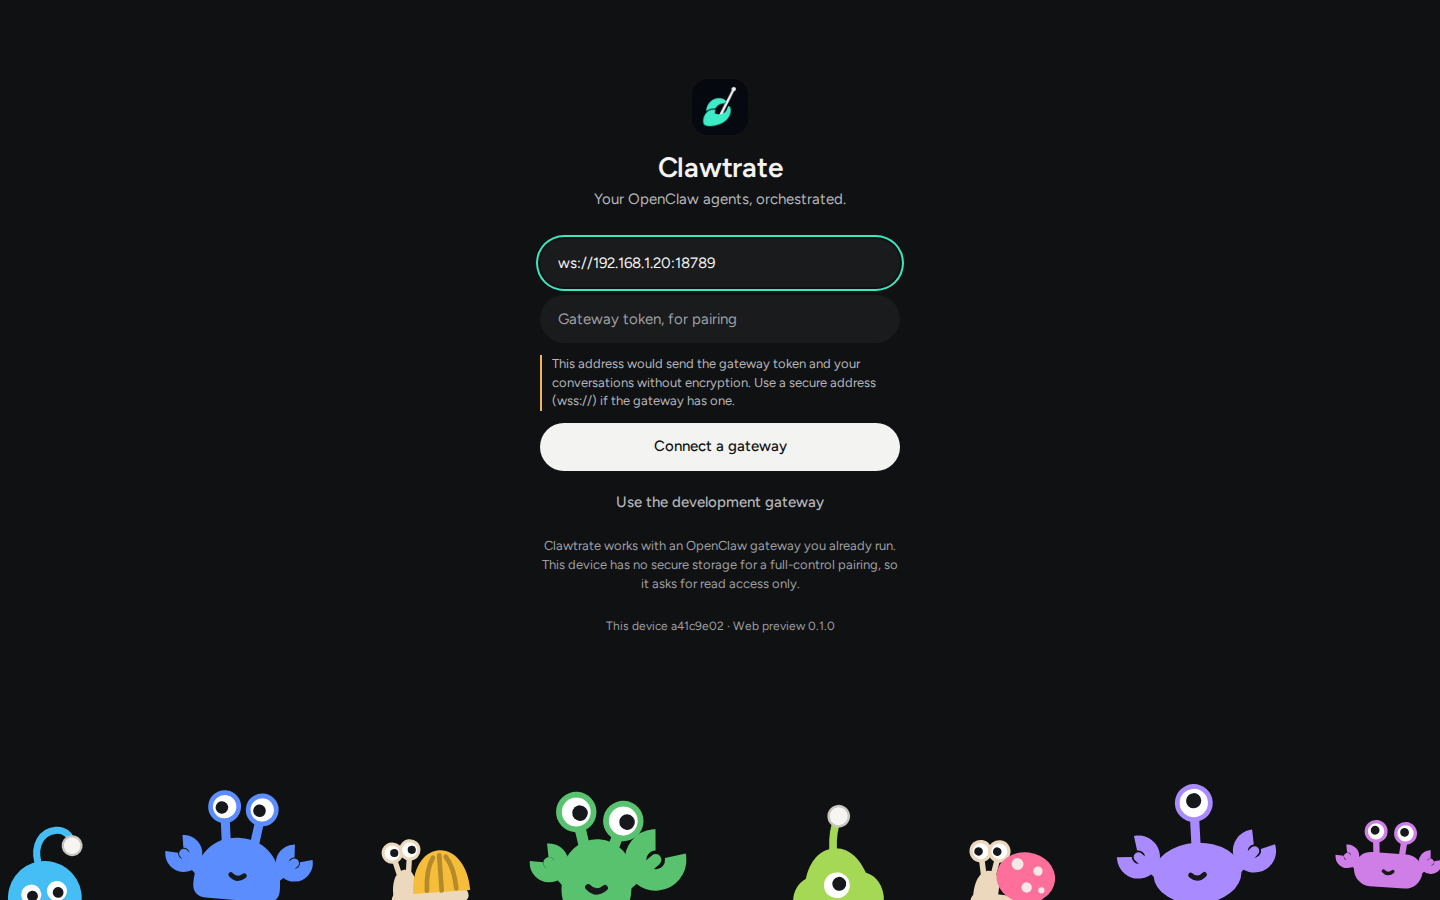 Clawtrate
Your OpenClaw agents, orchestrated.
ws://192.168.1.20:18789
Gateway token, for pairing
This address would send the gateway token and your
conversations without encryption. Use a secure address
(wss://) if the gateway has one.
Connect a gateway
Use the development gateway
Clawtrate works with an OpenClaw gateway you already run.
This device has no secure storage for a full-control pairing, so
it asks for read access only.
This device a41c9e02 · Web preview 0.1.0